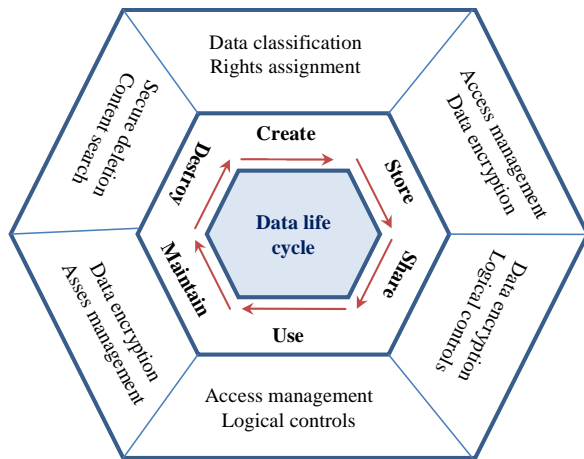 Data classification
Rights assignment
Access management
Data encryption
Data encryption
Logical controls
Access management
Logical controls
Data encryption
Asses management
Secure deletion
Content search
Create
Store
Share
Use
Maintain
Destroy
Data life
cycle